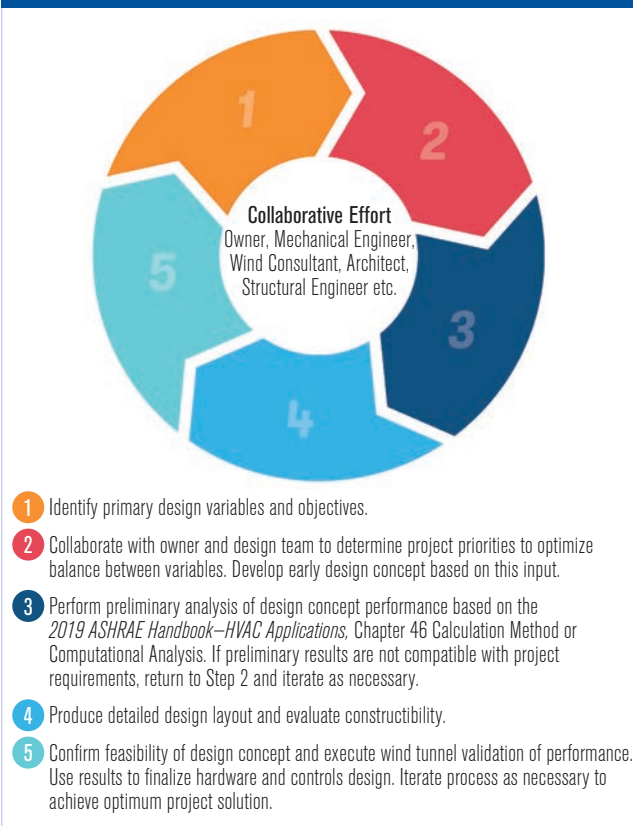 1
2
Collaborative Effort
Owner, Mechanical Engineer,
Wind Consultant, Architect,
Structural Engineer etc.
5
3
4
1 Identify primary design variables and objectives.
2 Collaborate with owner and design team to determine project priorities to optimize
balance between variables. Develop early design concept based on this input.
3 Perform preliminary analysis of design concept performance based on the
2019 ASHRAE Handbook—HVAC Applications, Chapter 46 Calculation Method or
Computational Analysis. If preliminary results are not compatible with project
requirements, return to Step 2 and iterate as necessary.
4 Produce detailed design layout and evaluate constructibility.
5 Confirm feasibility of design concept and execute wind tunnel validation of performance.
Use results to finalize hardware and controls design. Iterate process as necessary to
achieve optimum project solution.